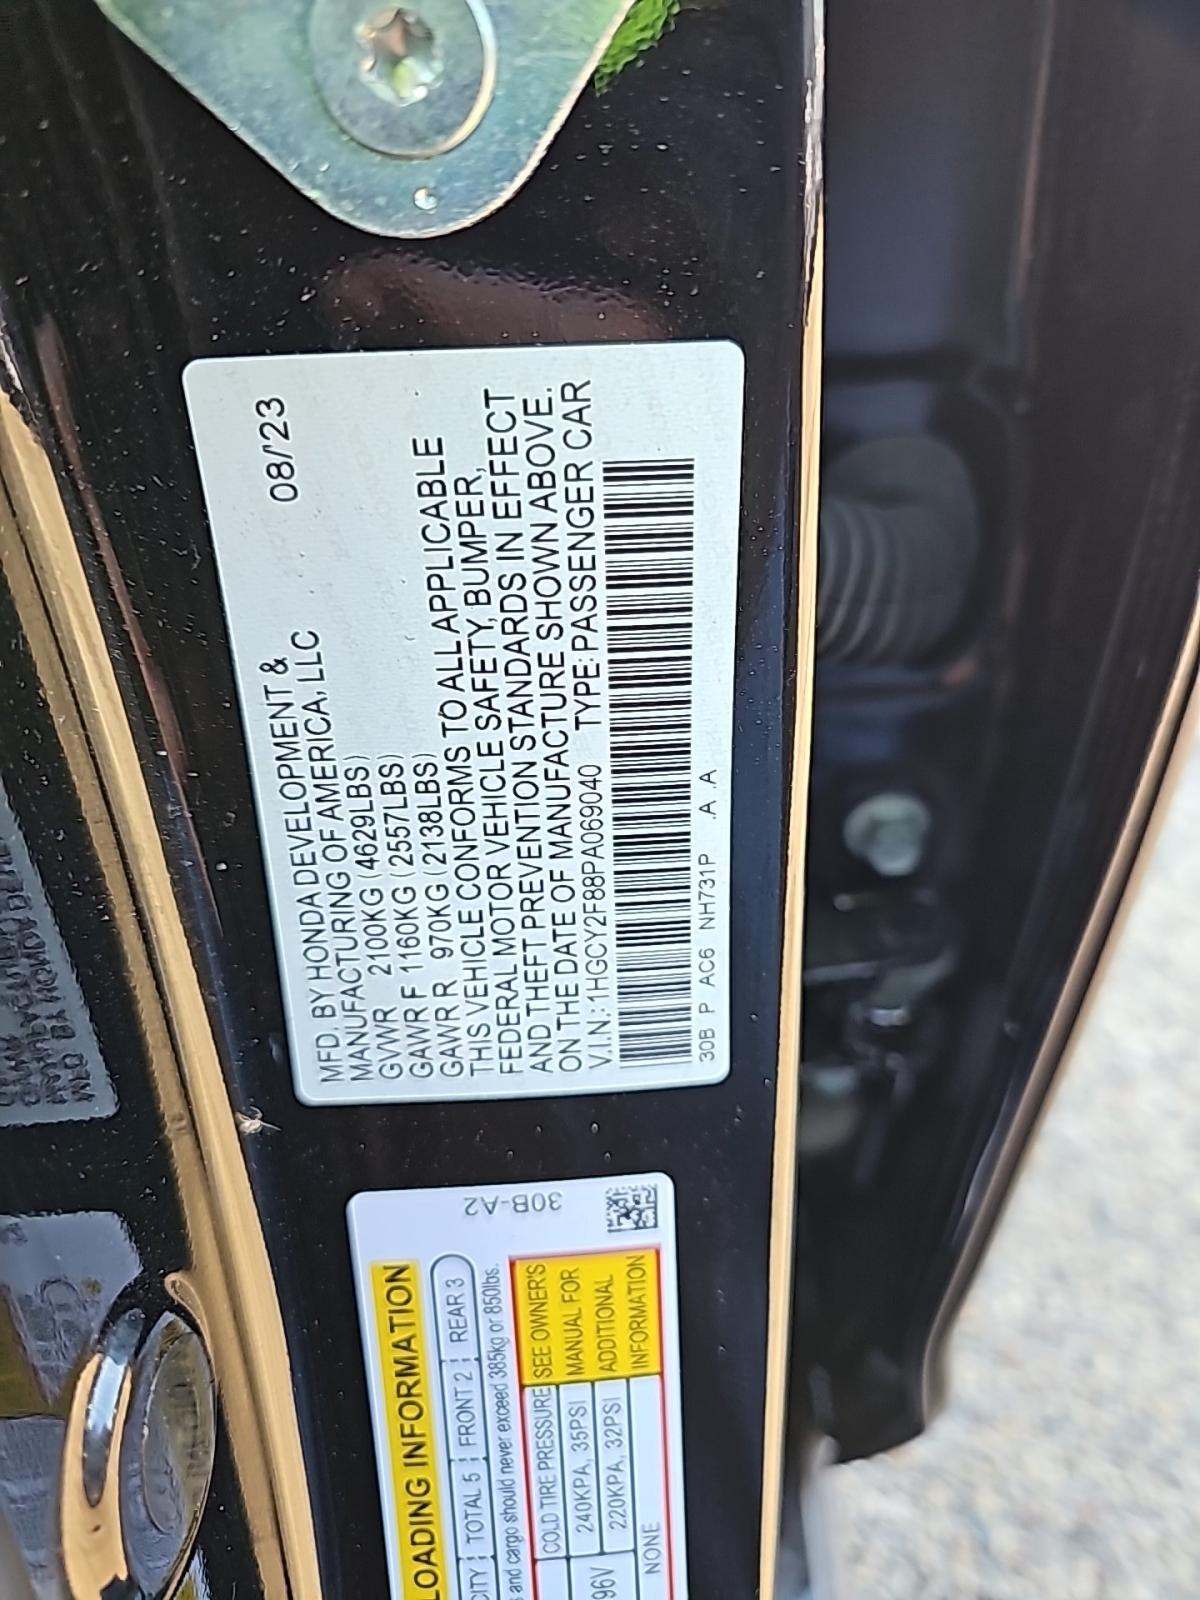 MFD. BY HONDA DEVELOPMENT &
MANUFACTURING OF AMERICA, LLC 08/'23
GVWR 2100KG (4629LBS)
GAWR F 1160KG (2557LBS)
GAWR R 970KG (2138LBS)
THIS VEHICLE CONFORMS TO ALL APPLICABLE
FEDERAL MOTOR VEHICLE SAFETY, BUMPER,
AND THEFT PREVENTION STANDARDS IN EFFECT
ON THE DATE OF MANUFACTURE SHOWN ABOVE.
V.I.N.: 1HGCY2F88PA069040 TYPE: PASSENGER CAR
30B P AC6 NH731P .A .A
30B-A2
LOADING INFORMATION
CITY TOTAL 5 FRONT 2 REAR 3
and cargo should never exceed 385kg or 850lbs.
COLD TIRE PRESSURE SEE OWNER'S
240KPA, 35PSI MANUAL FOR
96V 220KPA, 32PSI ADDITIONAL
NONE INFORMATION